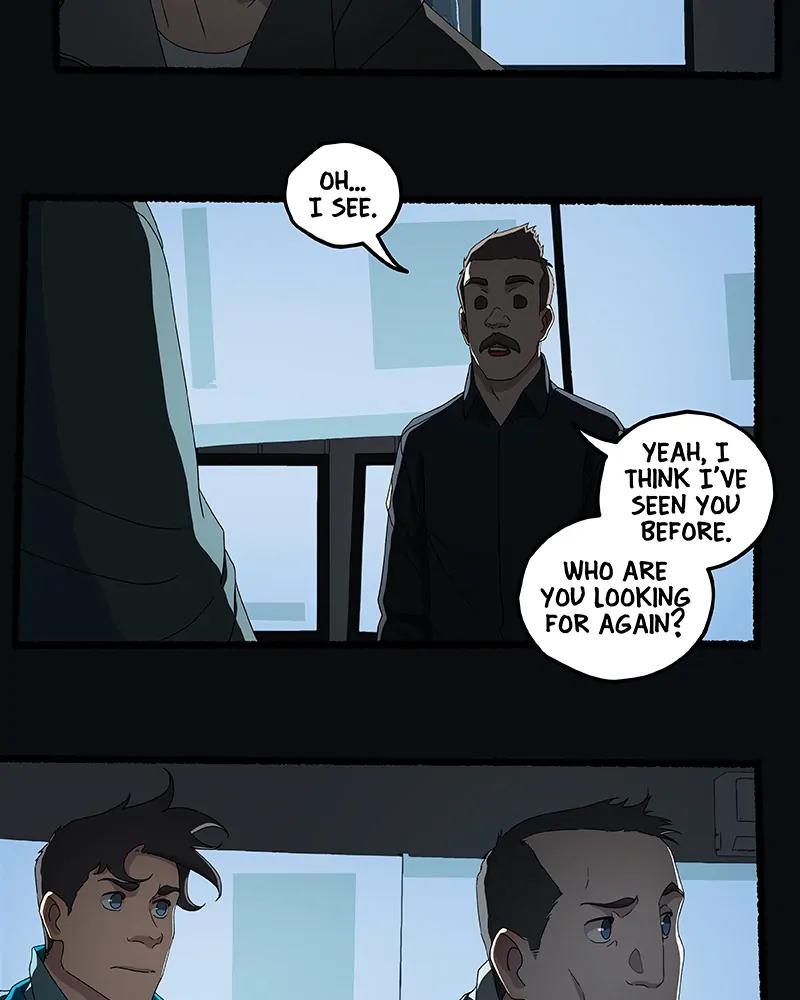 OH...
I SEE.
YEAH, I
THINK I'VE
SEEN YOU
BEFORE.
WHO ARE
YOU LOOKING
FOR AGAIN?